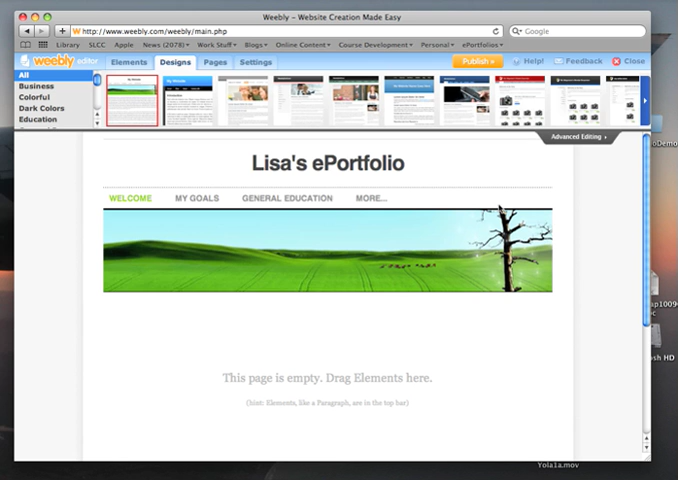 Weebly - Website Creation Made Easy
W http://www.weebly.com/weebly/main.php
Google
Library SLCC Apple News (2078) Work Stuff Blogs Online Content Course Development Personal ePortfolios
weebly editor Elements Designs Pages Settings Publish » Help! Feedback Close
All
Business
Colorful
Dark Colors
Education
Advanced Editing
Lisa's ePortfolio
WELCOME MY GOALS GENERAL EDUCATION MORE...
This page is empty. Drag Elements here.
(hint: Elements, like a Paragraph, are in the top bar)
Yola1a.mov